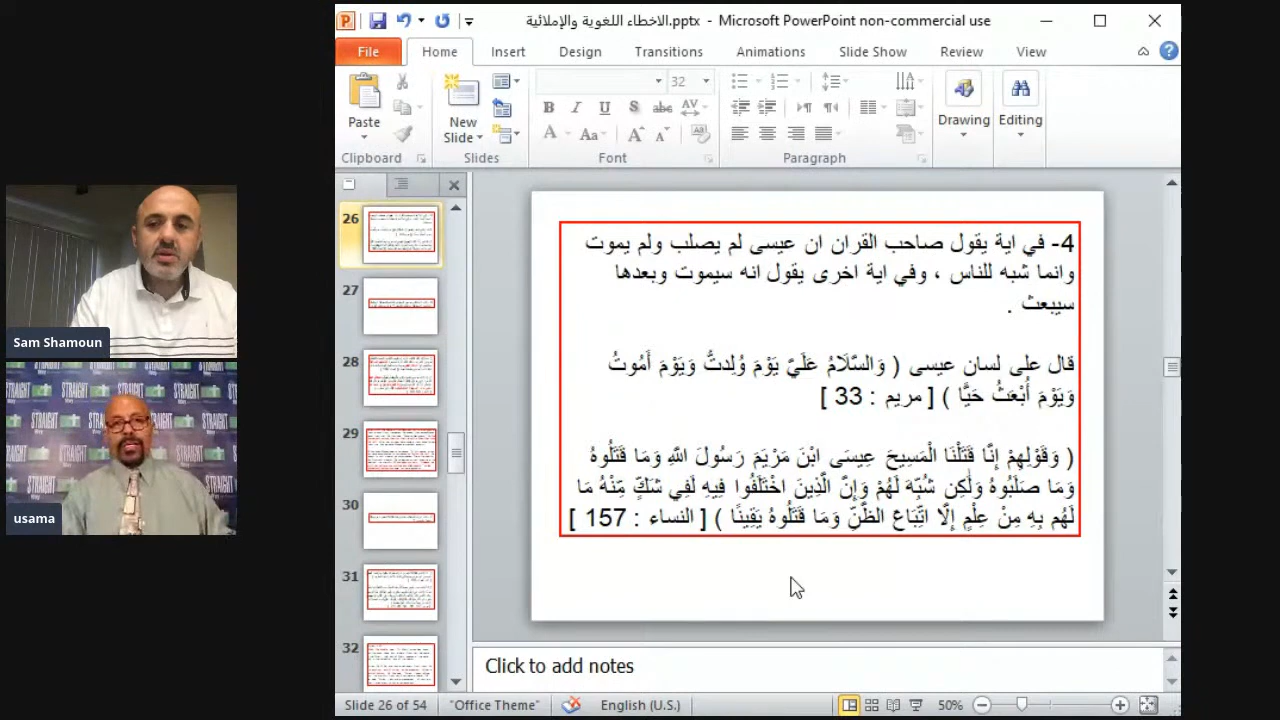 الاخطاء اللغوية والإملائية.pptx - Microsoft PowerPoint non-commercial use
File Home Insert Design Transitions Animations Slide Show Review View
Paste
New Slide
32
Drawing
Editing
Clipboard Slides Font Paragraph
26
27
28
29
30
31
32
4- في اية يقول صاحب القران ان عيسى لم يصلب ولم يموت
وانما شبه للناس ، وفي اية اخرى يقول انه سيموت وبعدها
سيبعث .
قال على لسان عيسى ( وَالسَّلَامُ عَلَيَّ يَوْمَ وُلِدتُّ وَيَوْمَ أَمُوتُ
وَيَوْمَ أُبْعَثُ حَيًّا ) [ مريم : 33 ]
( وَقَوْلِهِمْ إِنَّا قَتَلْنَا الْمَسِيحَ عِيسَى ابْنَ مَرْيَمَ رَسُولَ اللَّهِ وَمَا قَتَلُوهُ
وَمَا صَلَبُوهُ وَلَٰكِن شُبِّهَ لَهُمْ وَإِنَّ الَّذِينَ اخْتَلَفُوا فِيهِ لَفِي شَكٍّ مِّنْهُ مَا
لَهُم بِهِ مِنْ عِلْمٍ إِلَّا اتِّبَاعَ الظَّنِّ وَمَا قَتَلُوهُ يَقِينًا ) [ النساء : 157 ]
Click to add notes
Slide 26 of 54 "Office Theme" English (U.S.) 50%
Sam Shamoun
STRAIGHT
Way
usama